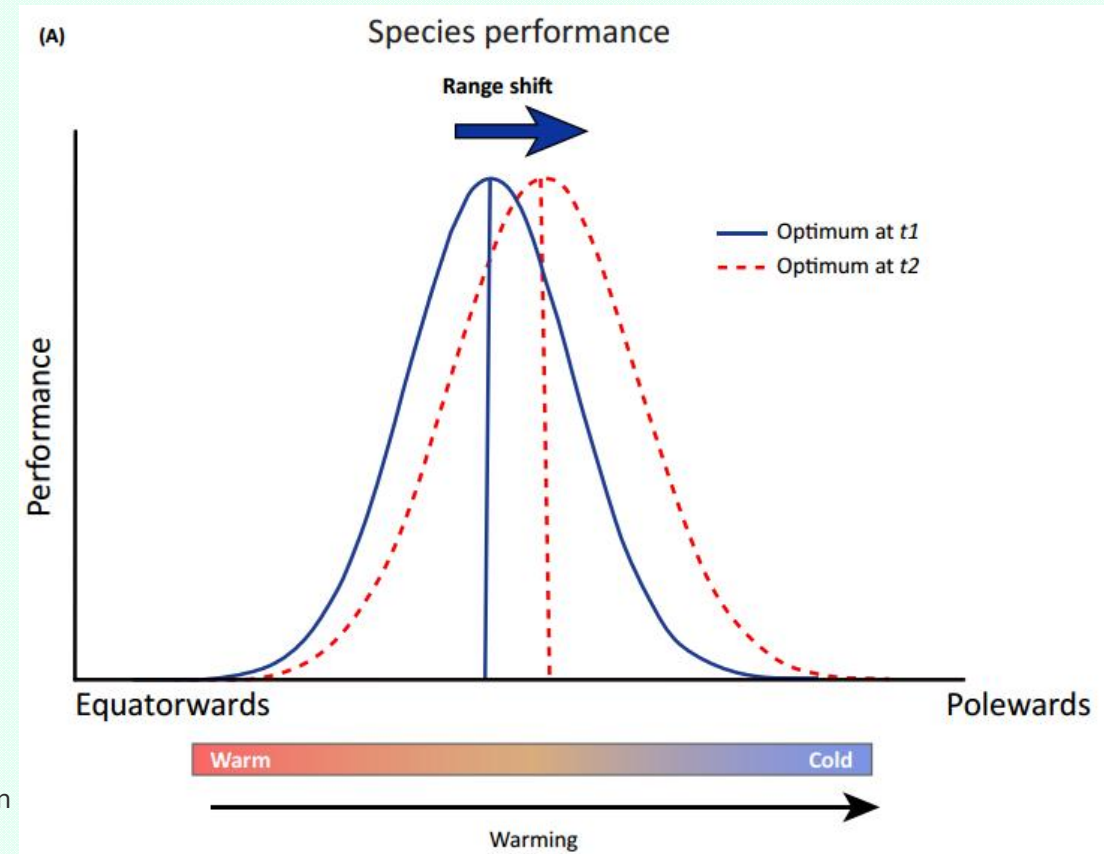 (A)
Species performance
Range shift
Optimum at t1
Optimum at t2
Performance
Equatorwards
Polewards
Warm
Cold
Warming